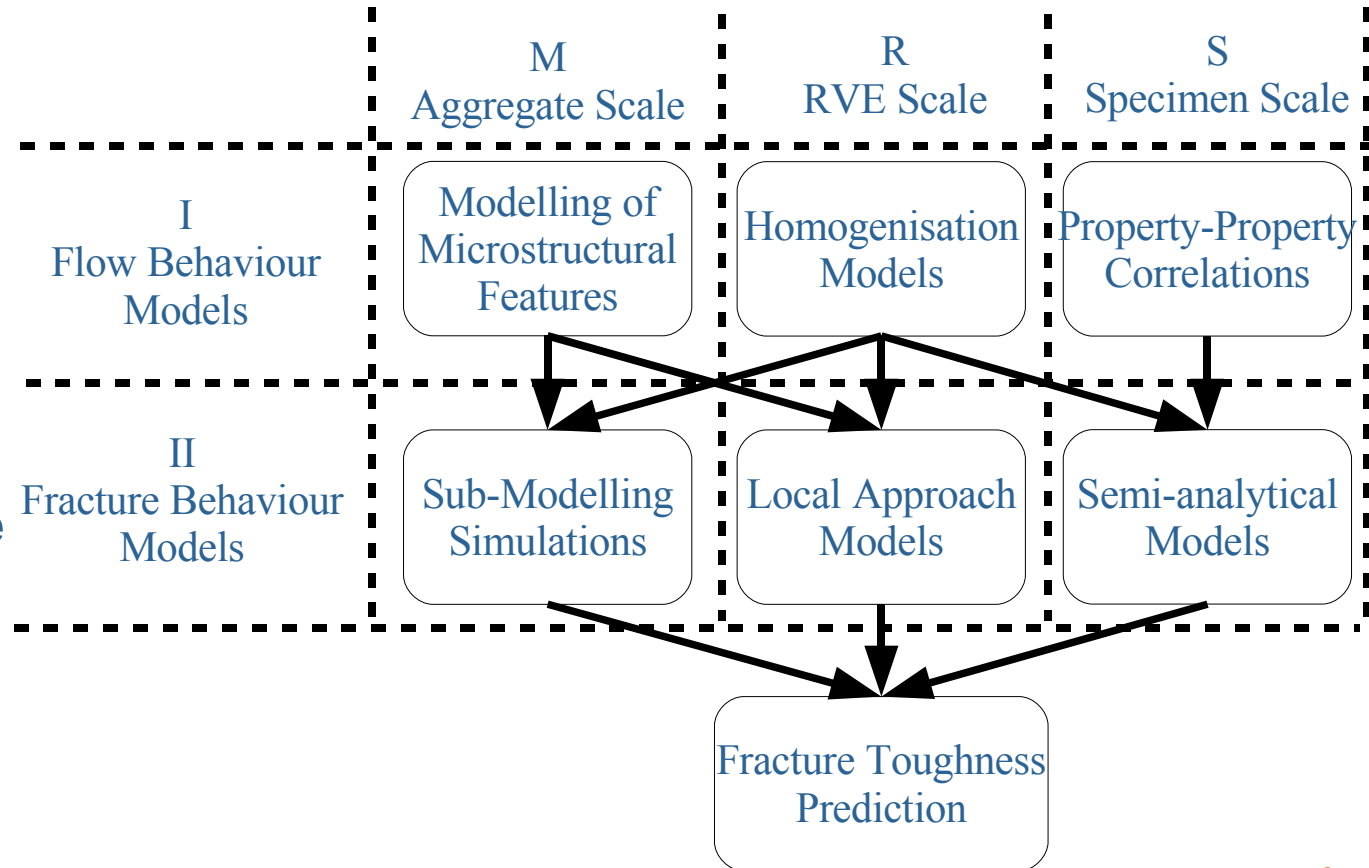 M
Aggregate Scale
R
RVE Scale
S
Specimen Scale
I
Flow Behaviour
Models
Modelling of
Microstructural
Features
Homogenisation
Models
Property-Property
Correlations
II
Fracture Behaviour
Models
Sub-Modelling
Simulations
Local Approach
Models
Semi-analytical
Models
Fracture Toughness
Prediction